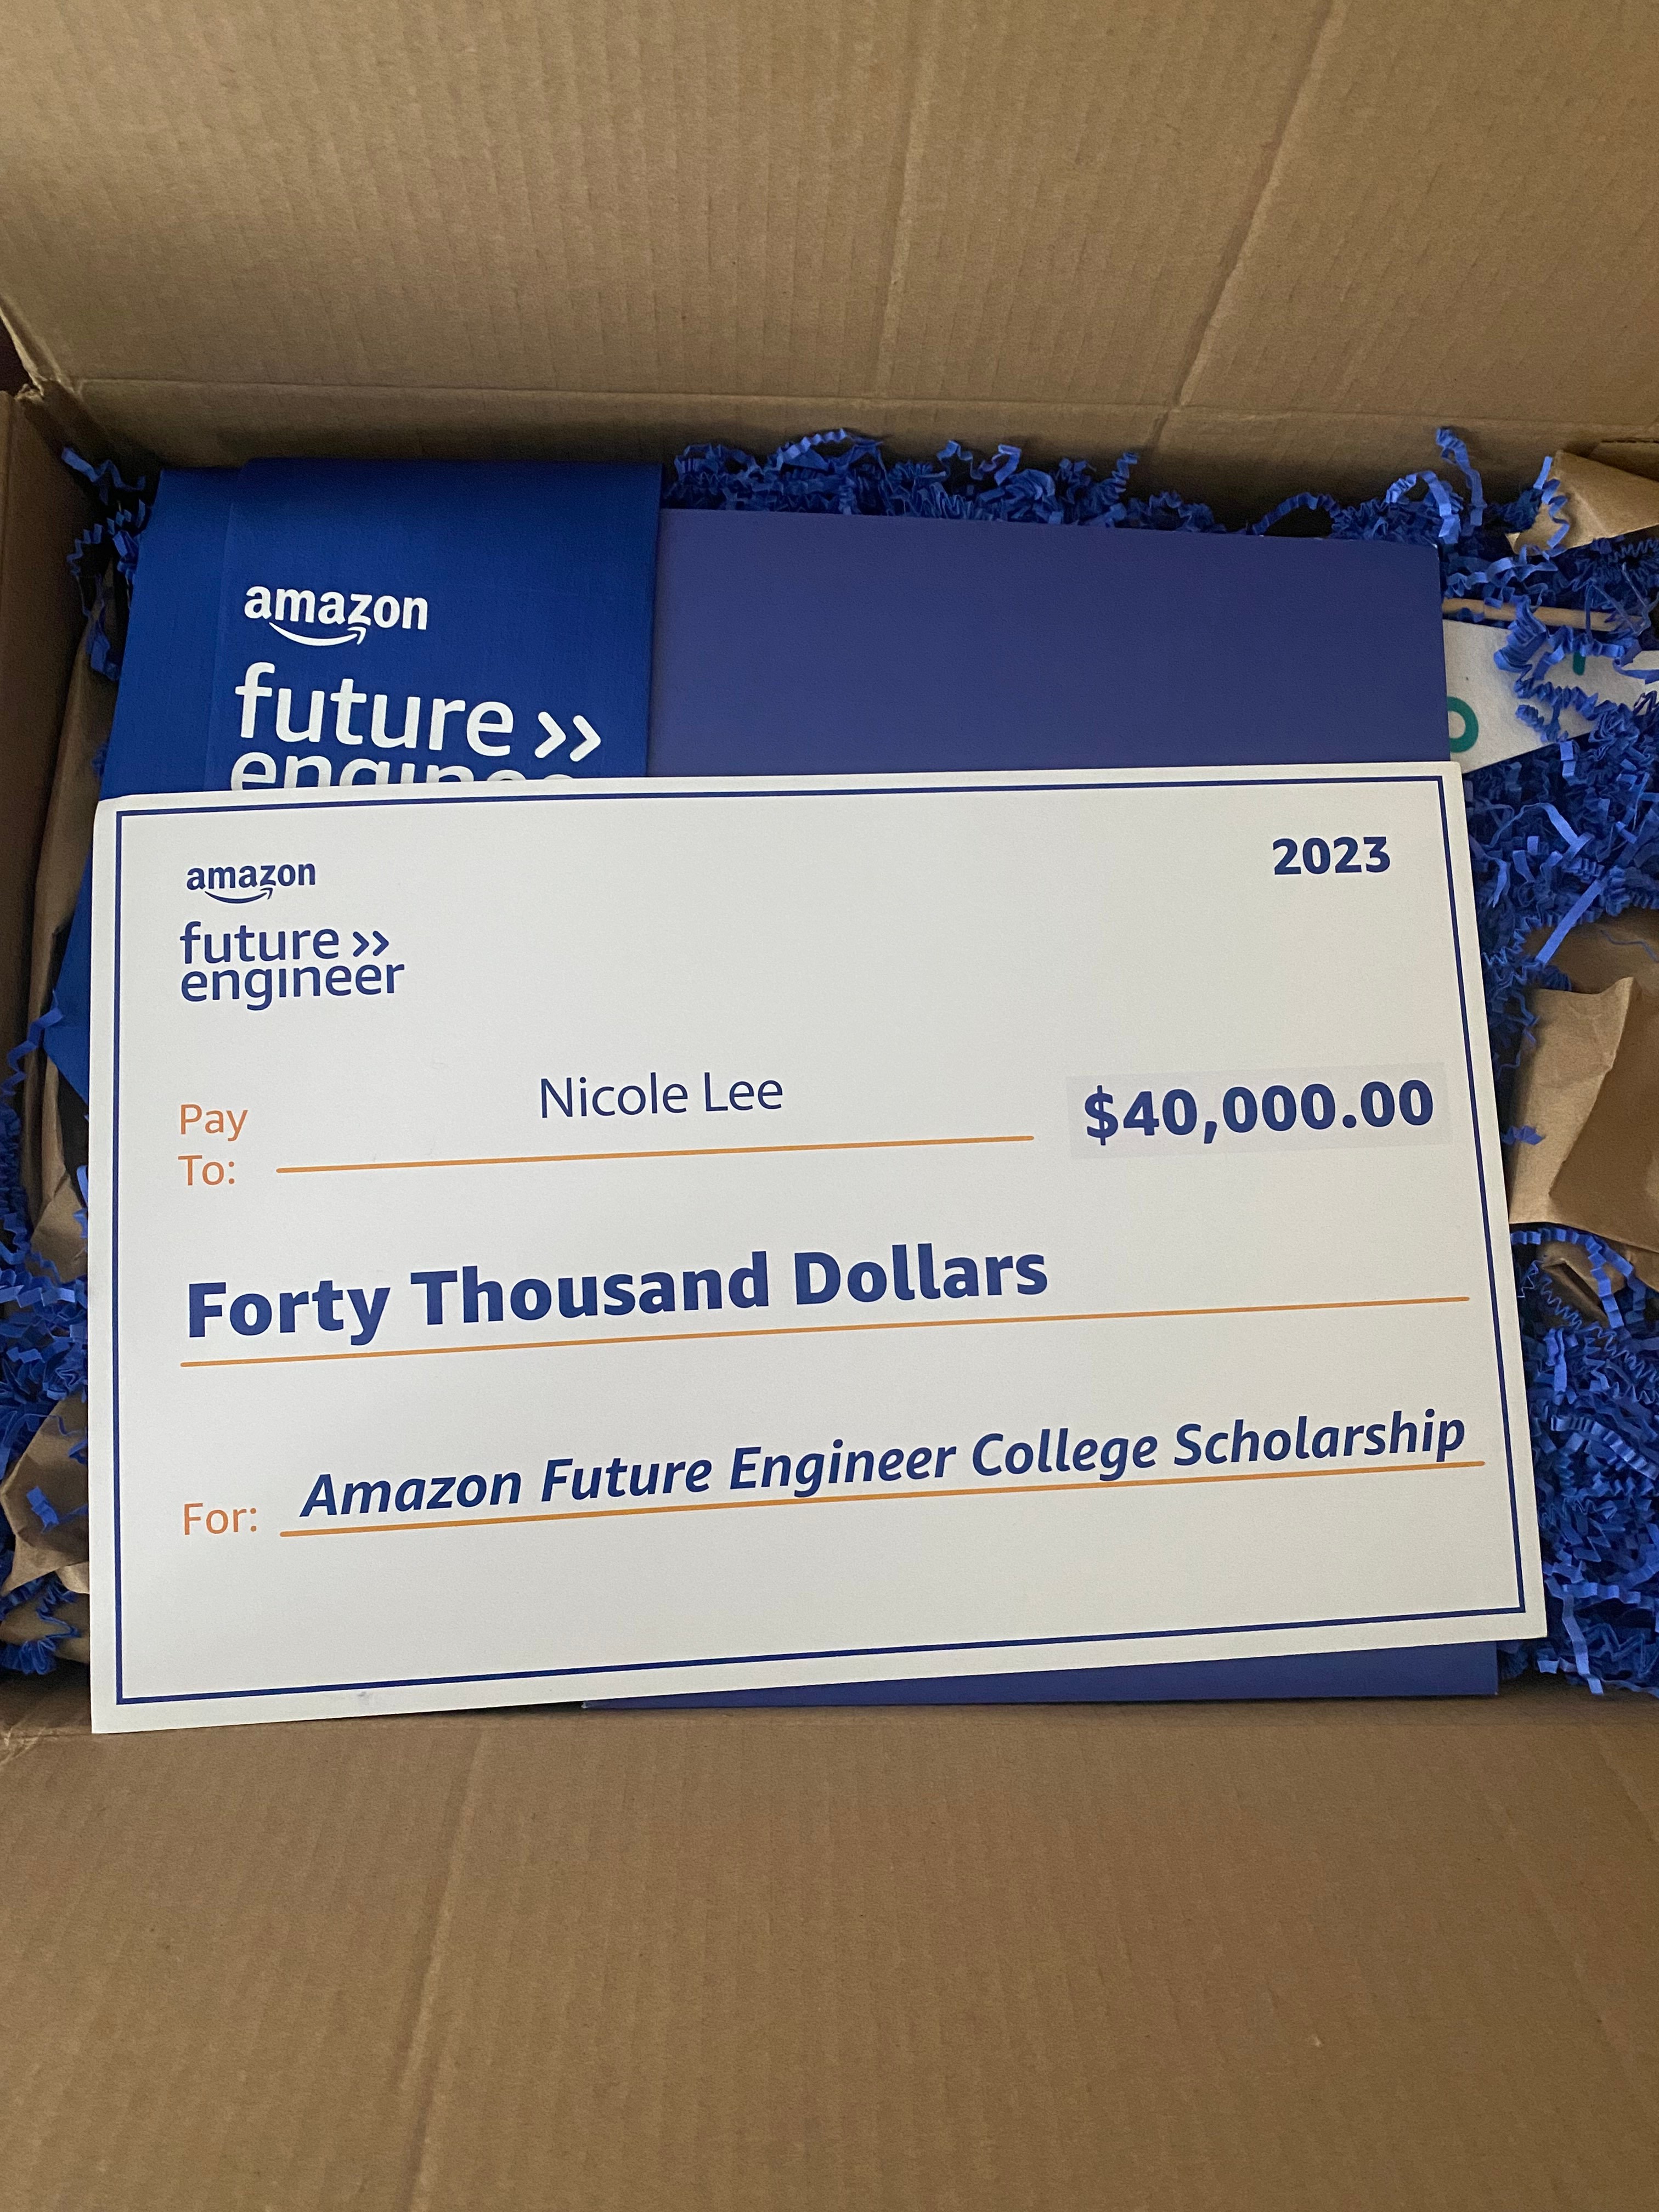 amazon
future >>
engineer
amazon
future >>
engineer
2023
Pay
To:
Nicole Lee
$40,000.00
Forty Thousand Dollars
For: Amazon Future Engineer College Scholarship